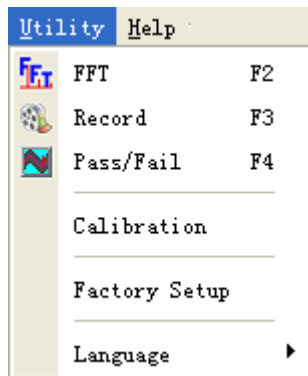 Utility Help
FFT F2
Record F3
Pass/Fail F4
Calibration
Factory Setup
Language